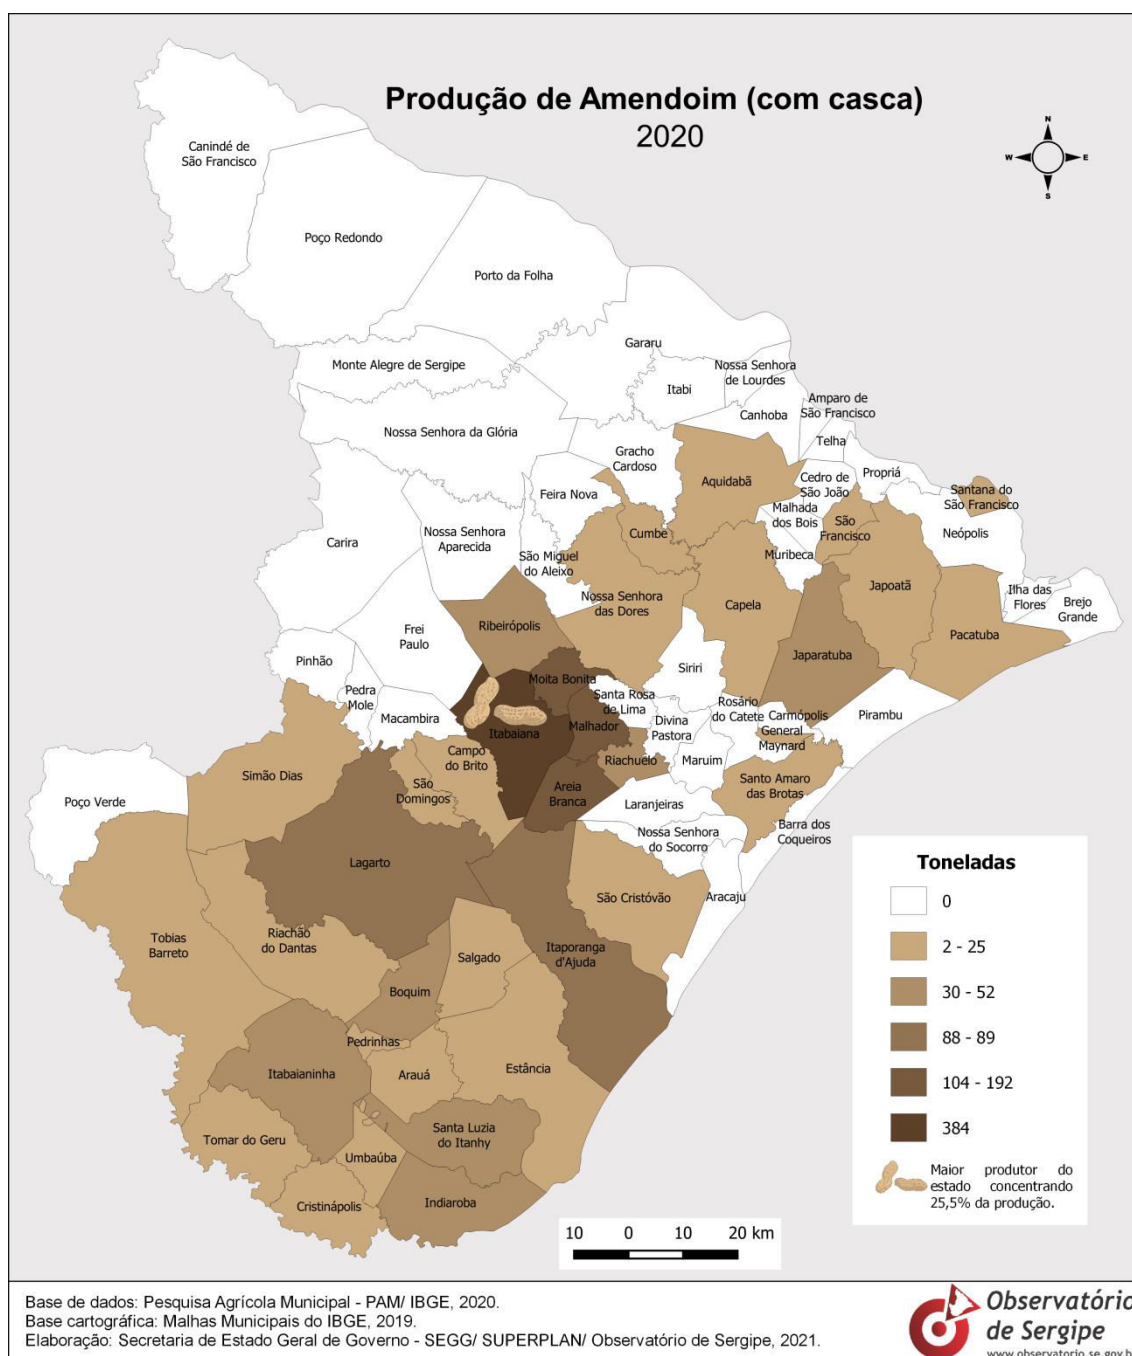 Produção de Amendoim (com casca)
2020
N
W
E
S
Canindé de
São Francisco
Poço Redondo
Porto da Folha
Gararu
Monte Alegre de Sergipe
Nossa Senhora
de Lourdes
Itabi
Amparo de
São Francisco
Canhoba
Nossa Senhora da Glória
Telha
Gracho
Cardoso
Propriá
Cedro de
São João
Aquidabã
Feira Nova
Santana do
São Francisco
Malhada
dos Bois
São
Francisco
Neópolis
Nossa Senhora
Aparecida
Cumbe
Carira
São Miguel
do Aleixo
Muribeca
Japoatã
Ilha das
Flores
Brejo
Grande
Nossa Senhora
das Dores
Capela
Ribeirópolis
Frei
Paulo
Pacatuba
Japaratuba
Pinhão
Siriri
Moita Bonita
Pedra
Mole
Santa Rosa
de Lima
Rosário
do Catete
Macambira
Malhador
Divina
Pastora
Carmópolis
General
Maynard
Pirambu
Itabaiana
Campo
do Brito
Riachuelo
Maruim
Simão Dias
São
Domingos
Areia
Branca
Santo Amaro
das Brotas
Poço Verde
Laranjeiras
Nossa Senhora
do Socorro
Barra dos
Coqueiros
Lagarto
São Cristóvão
Aracaju
Tobias
Barreto
Riachão
do Dantas
Itaporanga
d'Ajuda
Salgado
Boquim
Pedrinhas
Itabaianinha
Arauá
Estância
Santa Luzia
do Itanhy
Tomar do Geru
Umbaúba
Cristinápolis
Indiaroba
Toneladas
0
2 - 25
30 - 52
88 - 89
104 - 192
384
Maior produtor do
estado concentrando
25,5% da produção.
10 0 10 20 km
Base de dados: Pesquisa Agrícola Municipal - PAM/ IBGE, 2020.
Base cartográfica: Malhas Municipais do IBGE, 2019.
Elaboração: Secretaria de Estado Geral de Governo - SEGG/ SUPERPLAN/ Observatório de Sergipe, 2021.
Observatório
de Sergipe
www.observatorio.se.gov.b